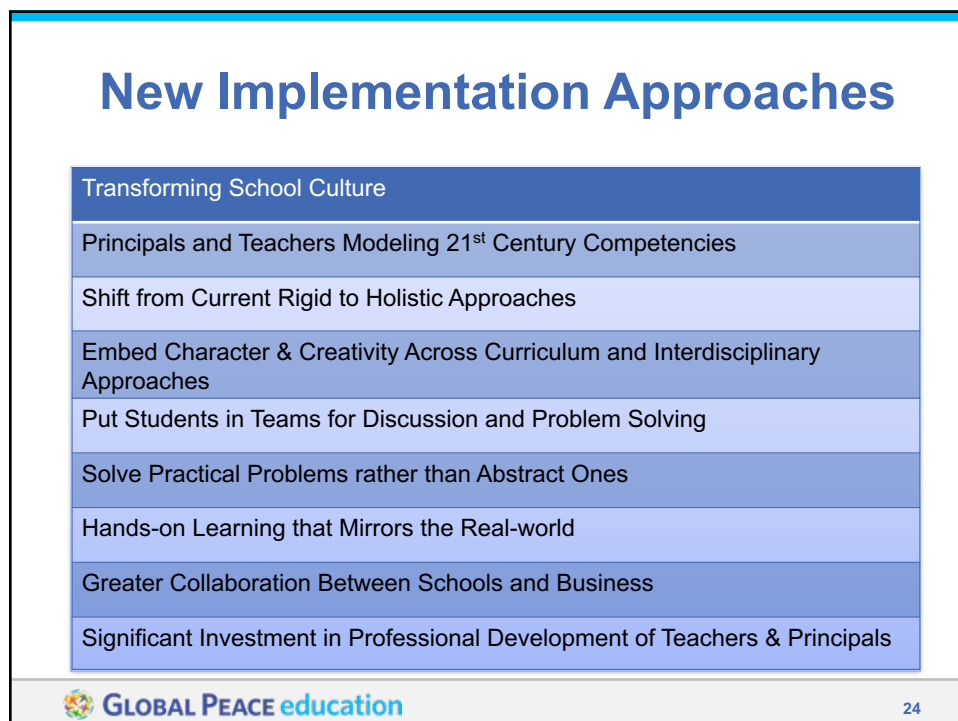 New Implementation Approaches
Transforming School Culture
Principals and Teachers Modeling 21st Century Competencies
Shift from Current Rigid to Holistic Approaches
Embed Character & Creativity Across Curriculum and Interdisciplinary
Approaches
Put Students in Teams for Discussion and Problem Solving
Solve Practical Problems rather than Abstract Ones
Hands-on Learning that Mirrors the Real-world
Greater Collaboration Between Schools and Business
Significant Investment in Professional Development of Teachers & Principals
GLOBAL PEACE education
24